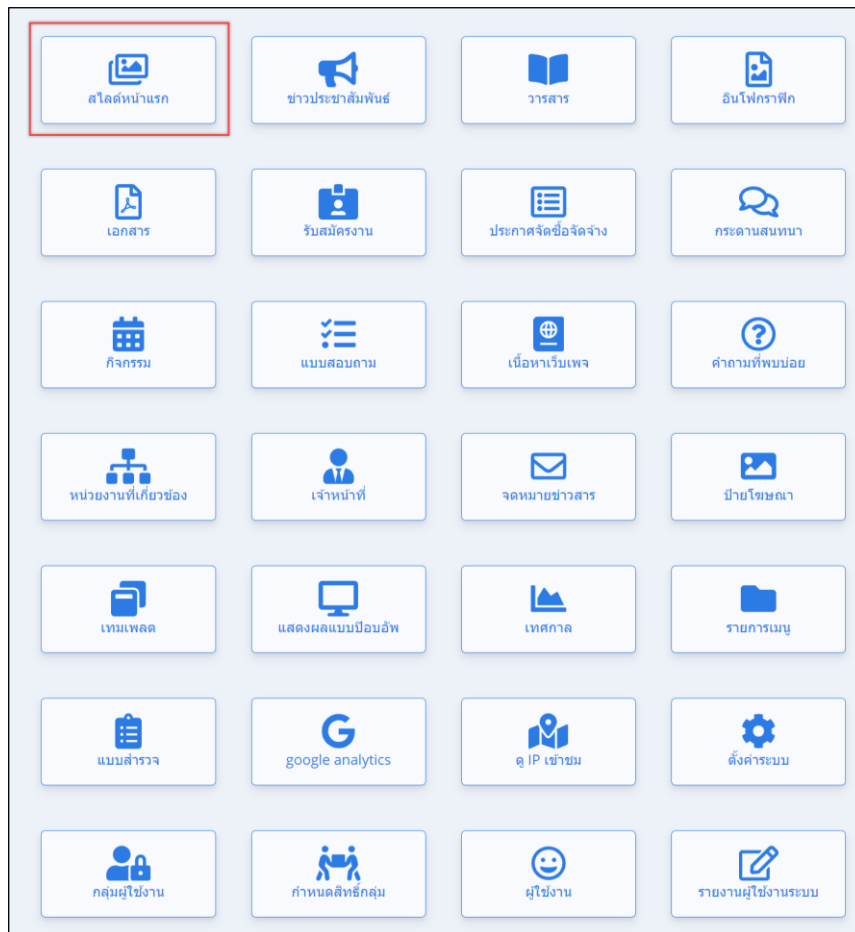 สไลด์หน้าแรก
ข่าวประชาสัมพันธ์
วารสาร
อินโฟกราฟิก
เอกสาร
รับสมัครงาน
ประกาศจัดซื้อจัดจ้าง
กระดานสนทนา
กิจกรรม
แบบสอบถาม
เนื้อหาเว็บเพจ
คำถามที่พบบ่อย
หน่วยงานที่เกี่ยวข้อง
เจ้าหน้าที่
จดหมายข่าวสาร
ป้ายโฆษณา
เทมเพลต
แสดงผลแบบป๊อบอัพ
เทศกาล
รายการเมนู
แบบสำรวจ
google analytics
ดู IP เข้าชม
ตั้งค่าระบบ
กลุ่มผู้ใช้งาน
กำหนดสิทธิ์กลุ่ม
ผู้ใช้งาน
รายงานผู้ใช้งานระบบ